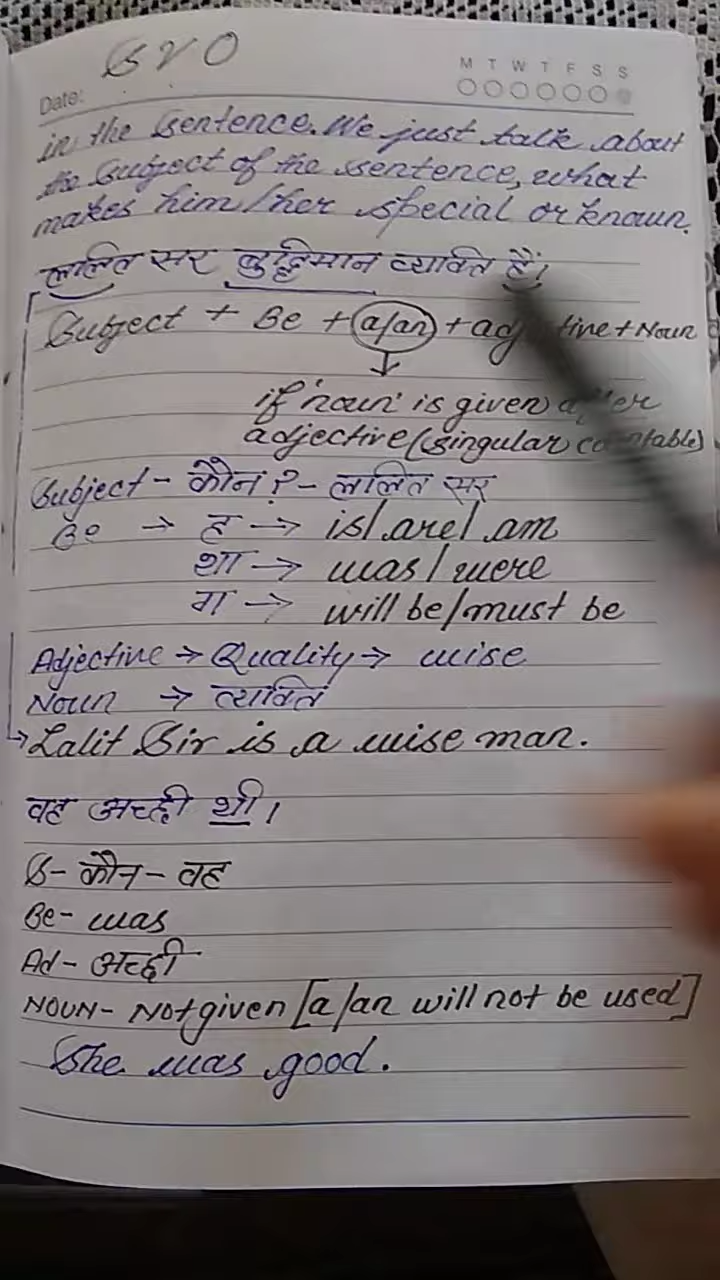 SVO
M T W T F S S
Date:
in the sentence. We just talk about
the subject of the sentence, what
makes him/her special or known.
ललित सर बुद्धिमान व्यक्ति हैं।
Subject + Be + a/an + adjective + Noun
if 'noun' is given after
adjective (singular countable)
Subject - कौन ? - ललित सर
Be → ह → is/are/am
था → was/were
ग → will be/must be
Adjective → Quality → wise
Noun → व्यक्ति
→ Lalit Sir is a wise man.
वह अच्छी थी।
S - कौन - वह
Be - was
Ad - अच्छी
NOUN - Not given [a/an will not be used]
She was good.